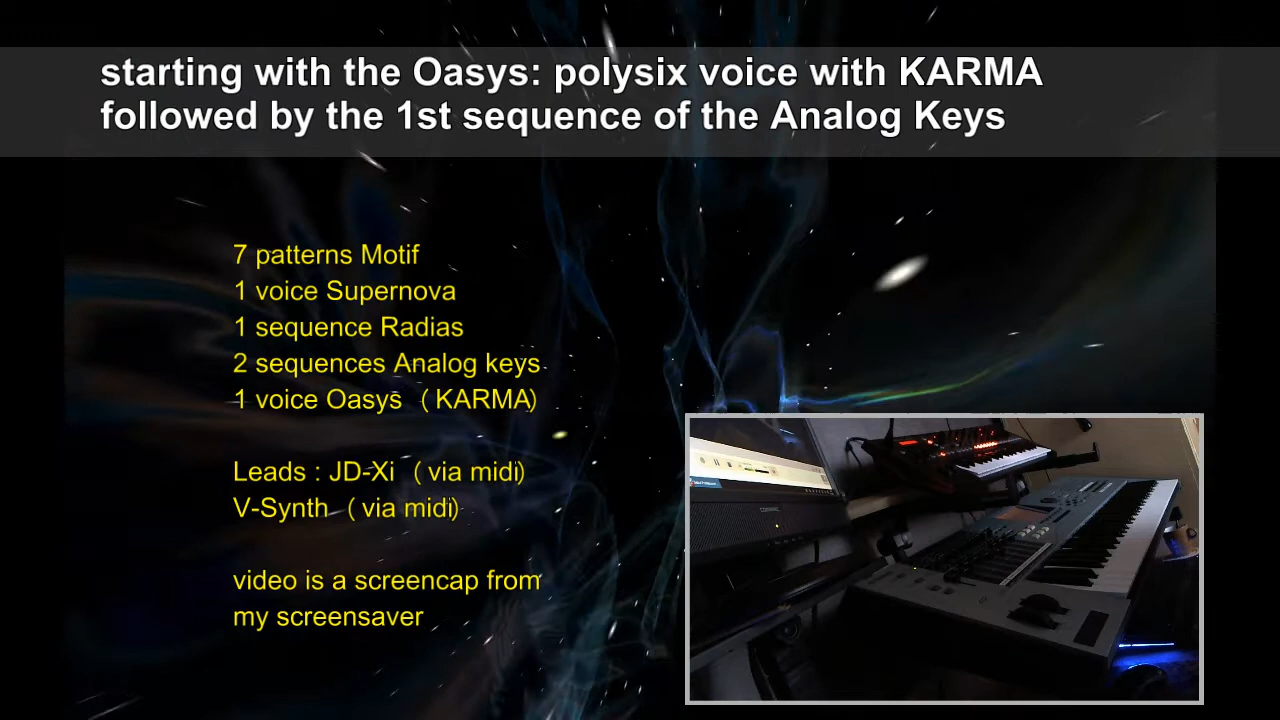 starting with the Oasys: polysix voice with KARMA
followed by the 1st sequence of the Analog Keys
7 patterns Motif
1 voice Supernova
1 sequence Radias
2 sequences Analog keys
1 voice Oasys ( KARMA)
Leads : JD-Xi ( via midi)
V-Synth ( via midi)
video is a screencap from
my screensaver